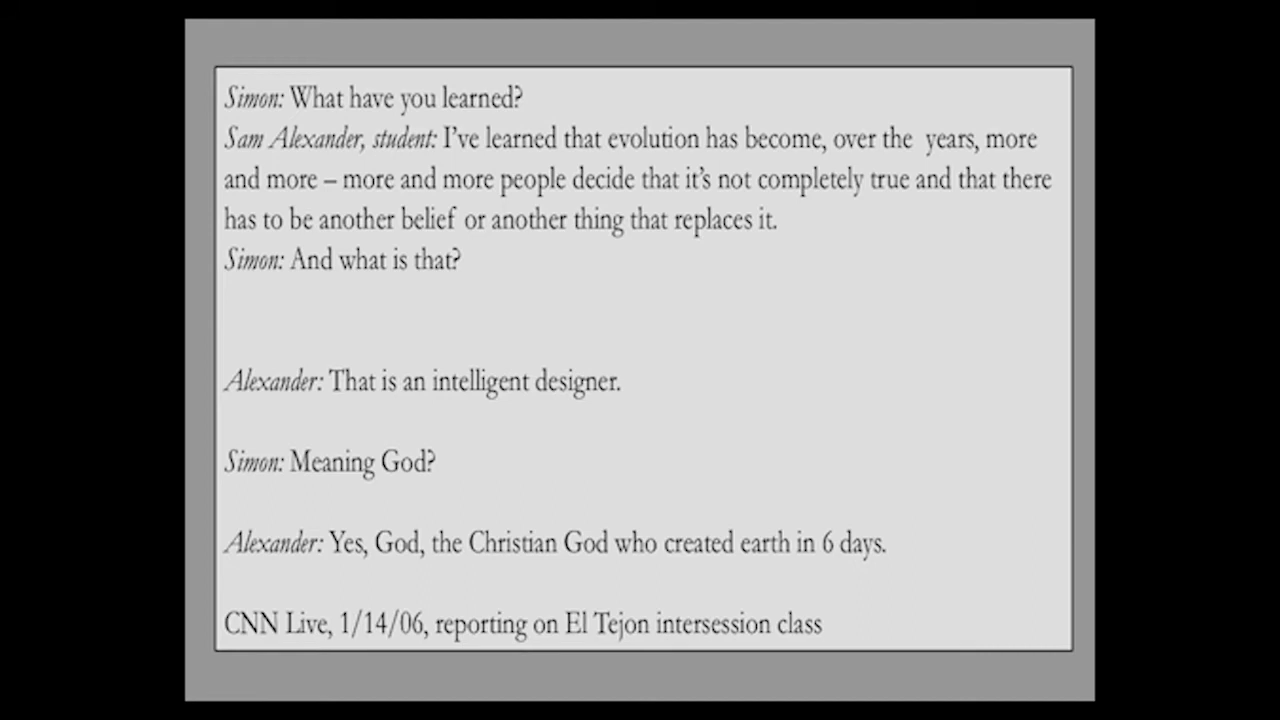 Simon: What have you learned?
Sam Alexander, student: I've learned that evolution has become, over the  years, more
and more – more and more people decide that it's not completely true and that there
has to be another belief or another thing that replaces it.
Simon: And what is that?
Alexander: That is an intelligent designer.
Simon: Meaning God?
Alexander: Yes, God, the Christian God who created earth in 6 days.
CNN Live, 1/14/06, reporting on El Tejon intersession class